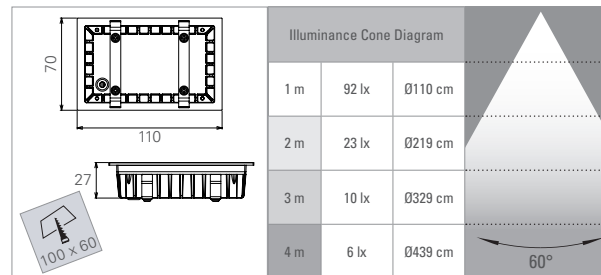 70
110
27
100 x 60
Illuminance Cone Diagram
1 m 92 lx Ø110 cm
2 m 23 lx Ø219 cm
3 m 10 lx Ø329 cm
4 m 6 lx Ø439 cm
60°